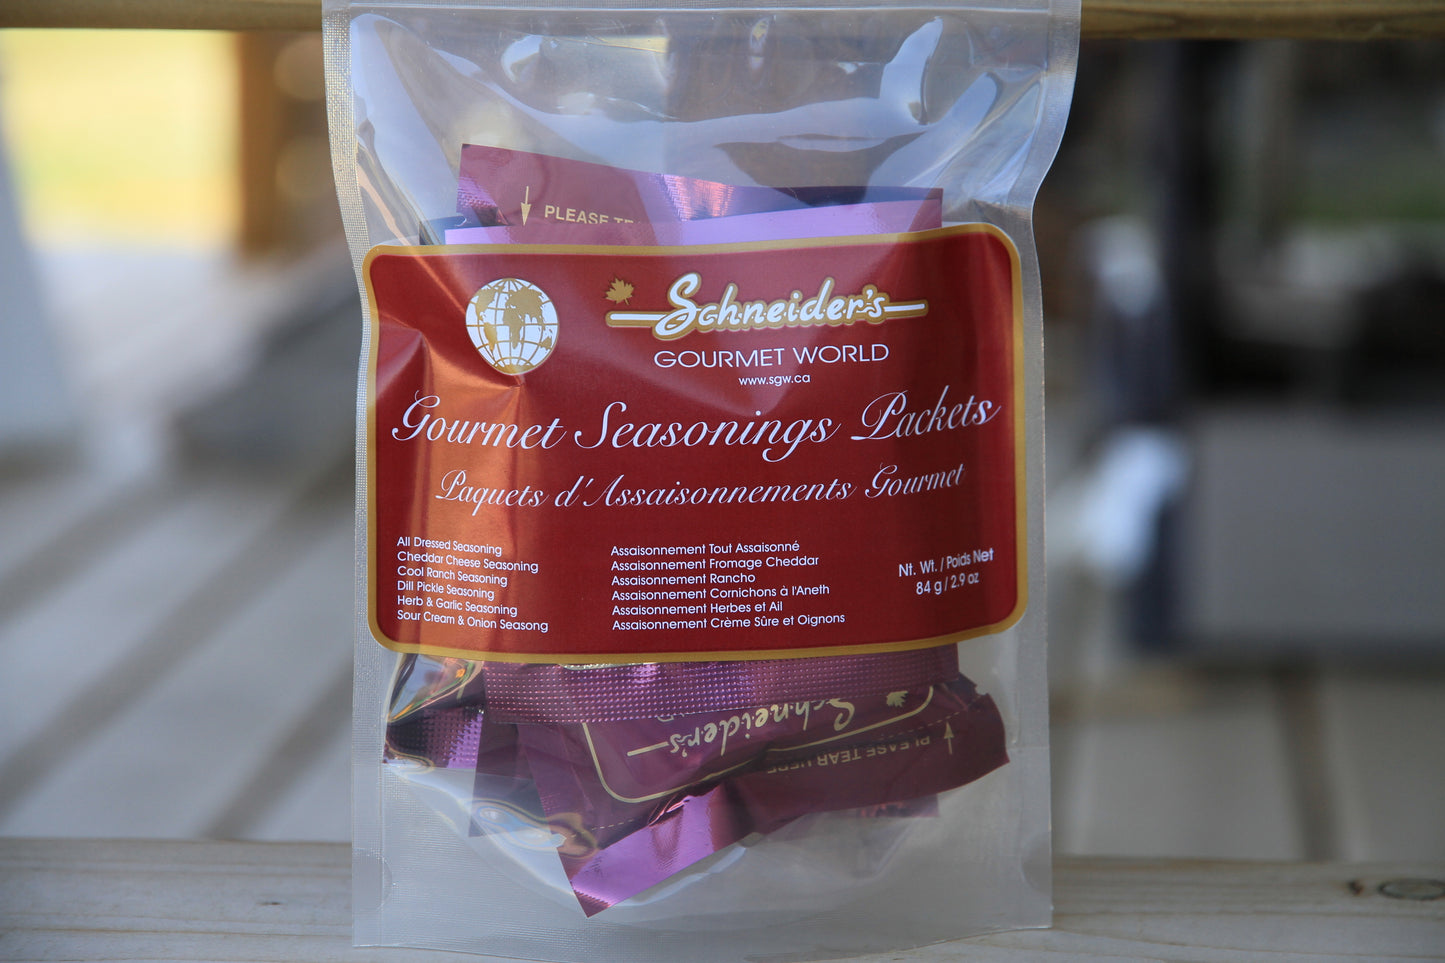 PLEASE TE
Schneider's
GOURMET WORLD
www.sgw.ca
Gourmet Seasonings Packets
Paquets d'Assaisonnements Gourmet
All Dressed Seasoning
Cheddar Cheese Seasoning
Cool Ranch Seasoning
Dill Pickle Seasoning
Herb & Garlic Seasoning
Sour Cream & Onion Seasong
Assaisonnement Tout Assaisonné
Assaisonnement Fromage Cheddar
Assaisonnement Rancho
Assaisonnement Cornichons à l'Aneth
Assaisonnement Herbes et Ail
Assaisonnement Crème Sûre et Oignons
Nt. Wt. / Poids Net
84 g / 2.9 oz
Schneider's
PLEASE TEAR HERE